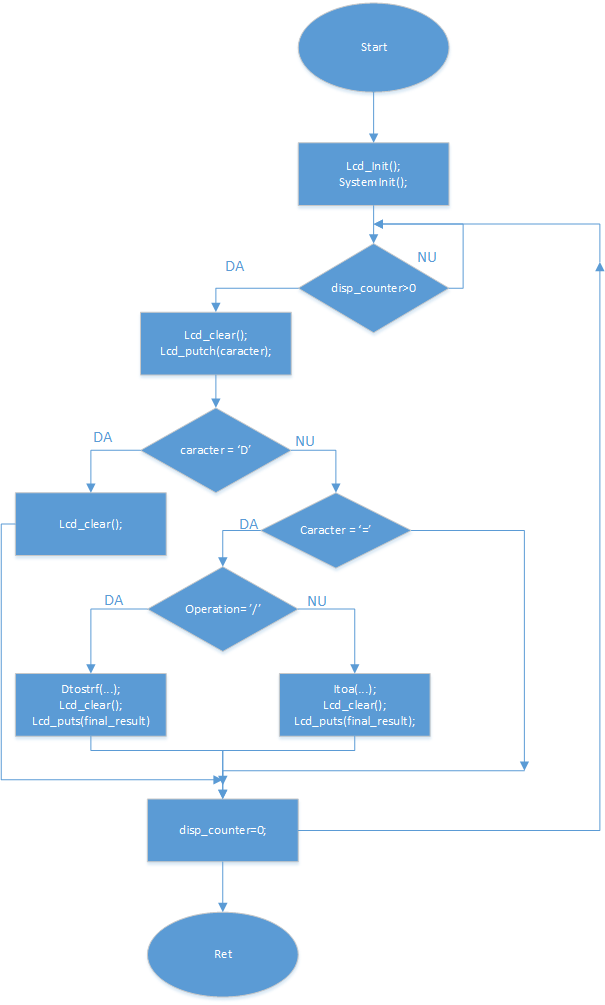 Start
Lcd_Init();
SystemInit();
NU
DA
disp_counter>0
Lcd_clear();
Lcd_putch(caracter);
DA
NU
caracter = ‘D’
Lcd_clear();
DA
Caracter = ‘=’
DA
NU
Operation= ‘/’
Dtostrf(...);
Lcd_clear();
Lcd_puts(final_result)
Itoa(...);
Lcd_clear();
Lcd_puts(final_result);
disp_counter=0;
Ret